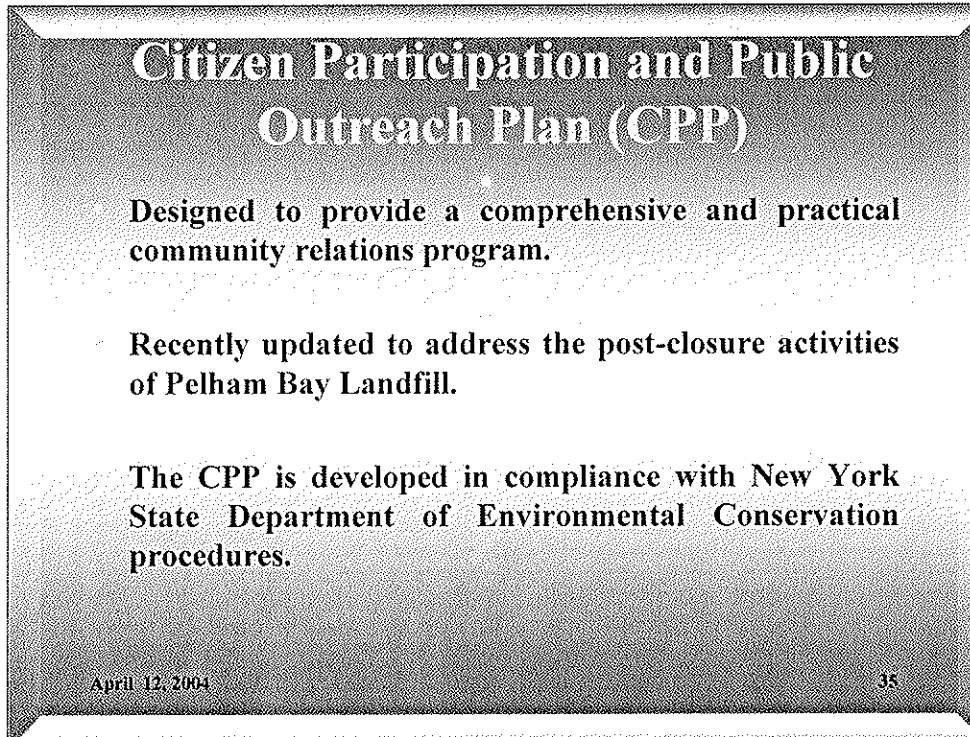 Citizen Participation and Public
Outreach Plan (CPP)
Designed to provide a comprehensive and practical
community relations program.
Recently updated to address the post-closure activities
of Pelham Bay Landfill.
The CPP is developed in compliance with New York
State Department of Environmental Conservation
procedures.
April 12, 2004
35